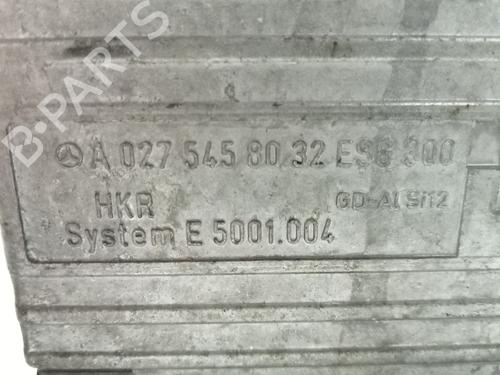 B-PARTS
A 027 545 80 32 ESG 300
HKR GD-AlSi12
System E 5001.004